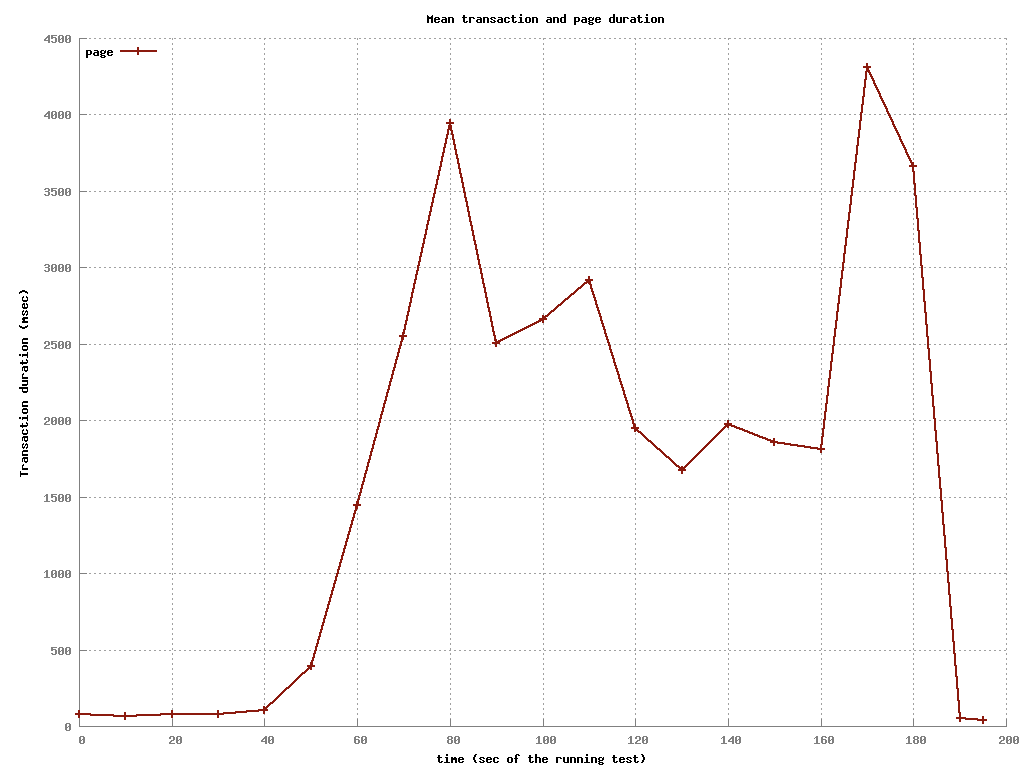 Mean transaction and page duration
4500
page
4000
3500
3000
2500
2000
1500
1000
500
0
Transaction duration (msec)
0 20 40 60 80 100 120 140 160 180 200
time (sec of the running test)